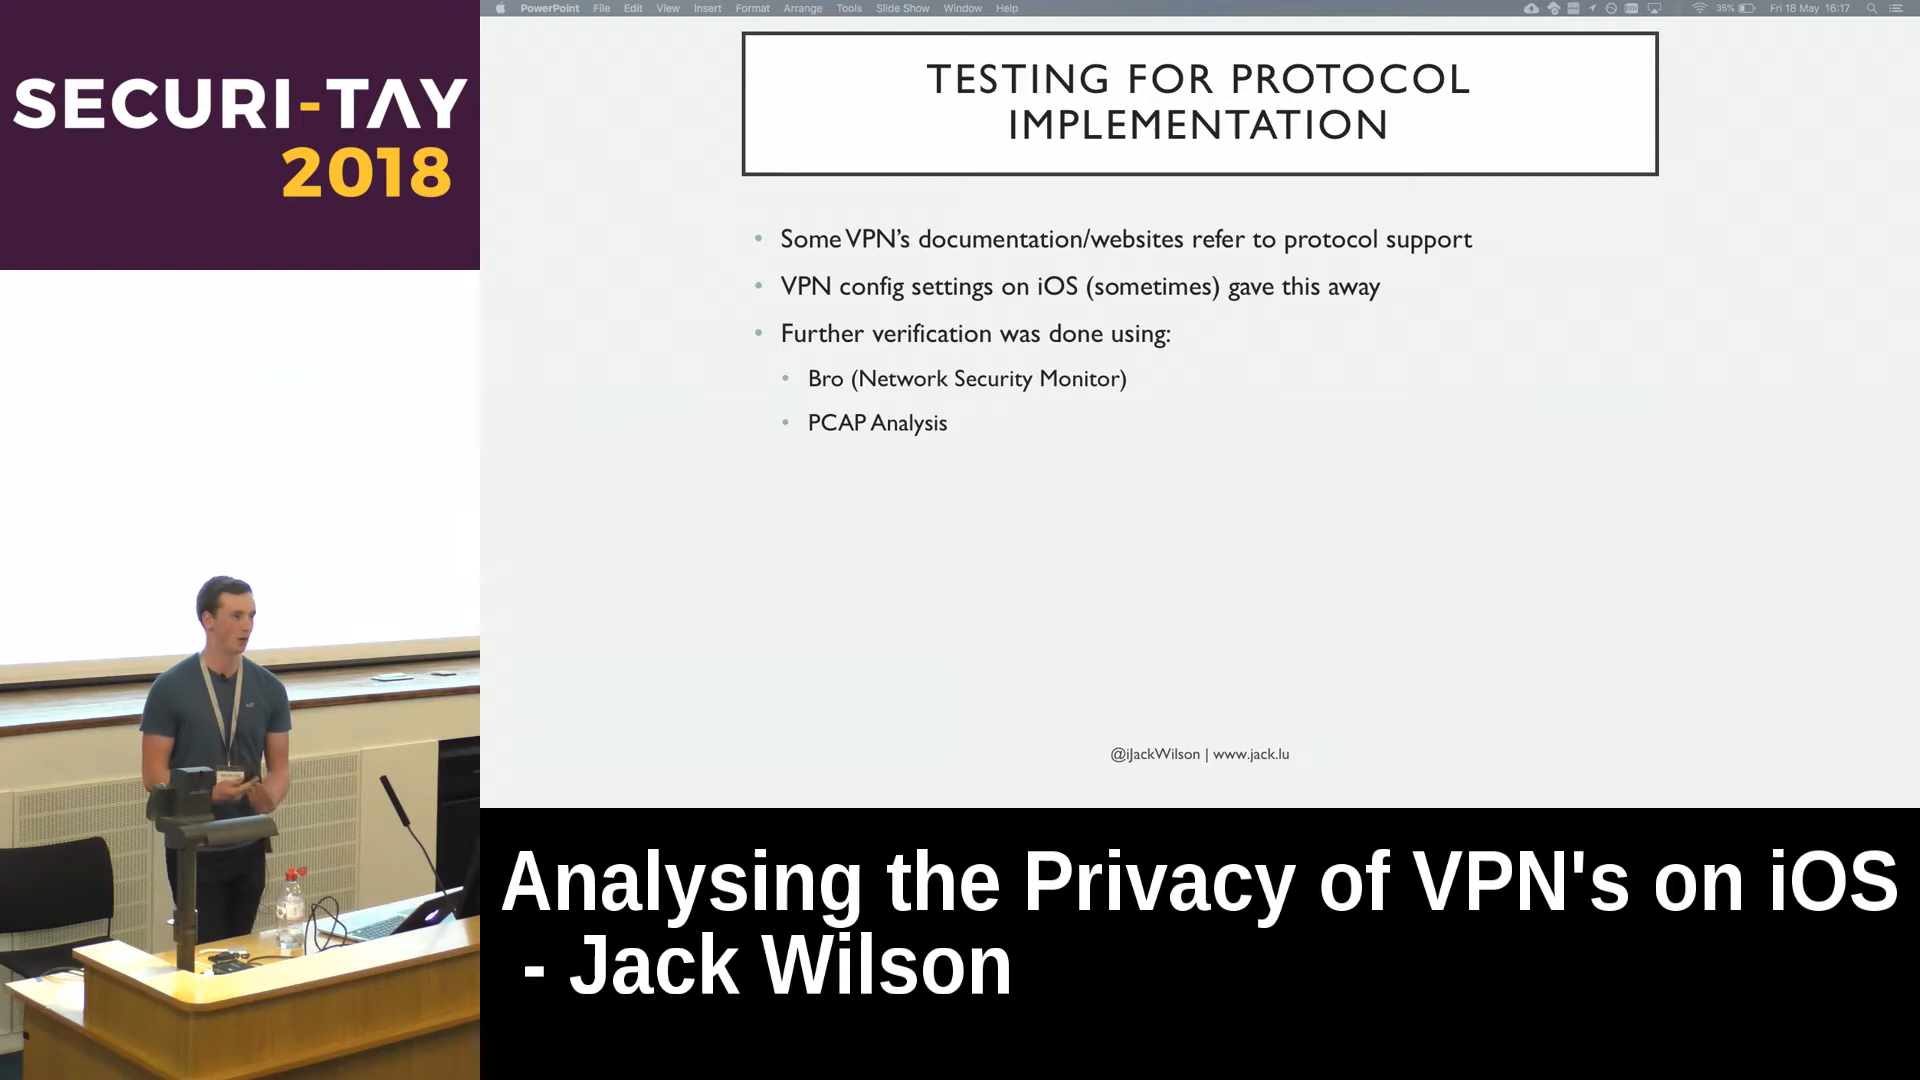 PowerPoint File Edit View Insert Format Arrange Tools Slide Show Window Help 35% Fri 18 May 16:17
SECURI-TAY
2018
TESTING FOR PROTOCOL
IMPLEMENTATION
• Some VPN's documentation/websites refer to protocol support
• VPN config settings on iOS (sometimes) gave this away
• Further verification was done using:
• Bro (Network Security Monitor)
• PCAP Analysis
@iJackWilson | www.jack.lu
Analysing the Privacy of VPN's on iOS
- Jack Wilson